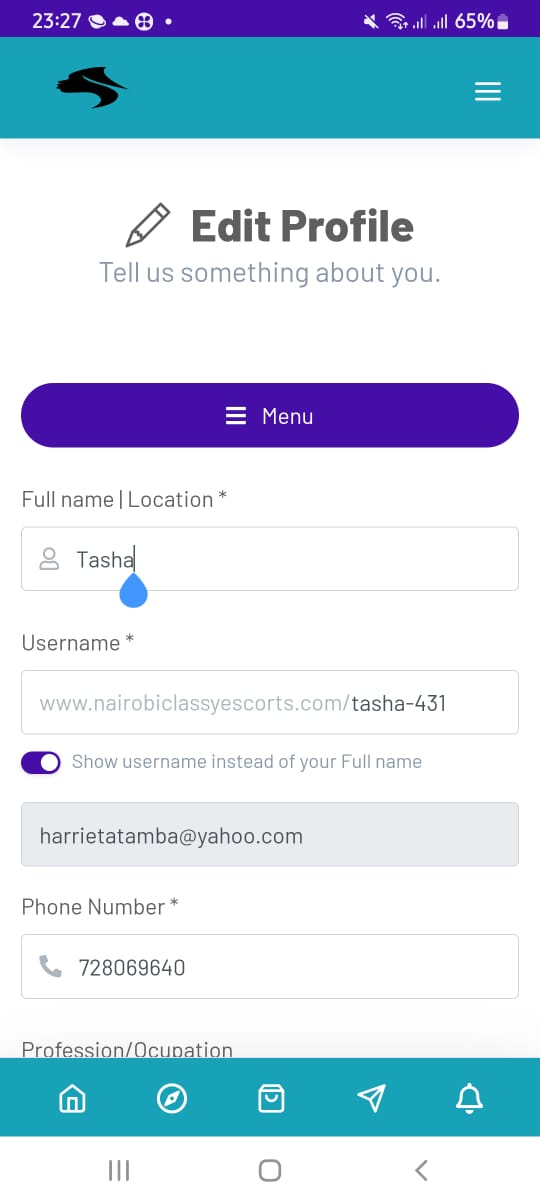 23:27
65%
Edit Profile
Tell us something about you.
Menu
Full name | Location *
Tasha
Username *
www.nairobiclassyescorts.com/tasha-431
Show username instead of your Full name
harrietatamba@yahoo.com
Phone Number *
728069640
Profession/Ocupation